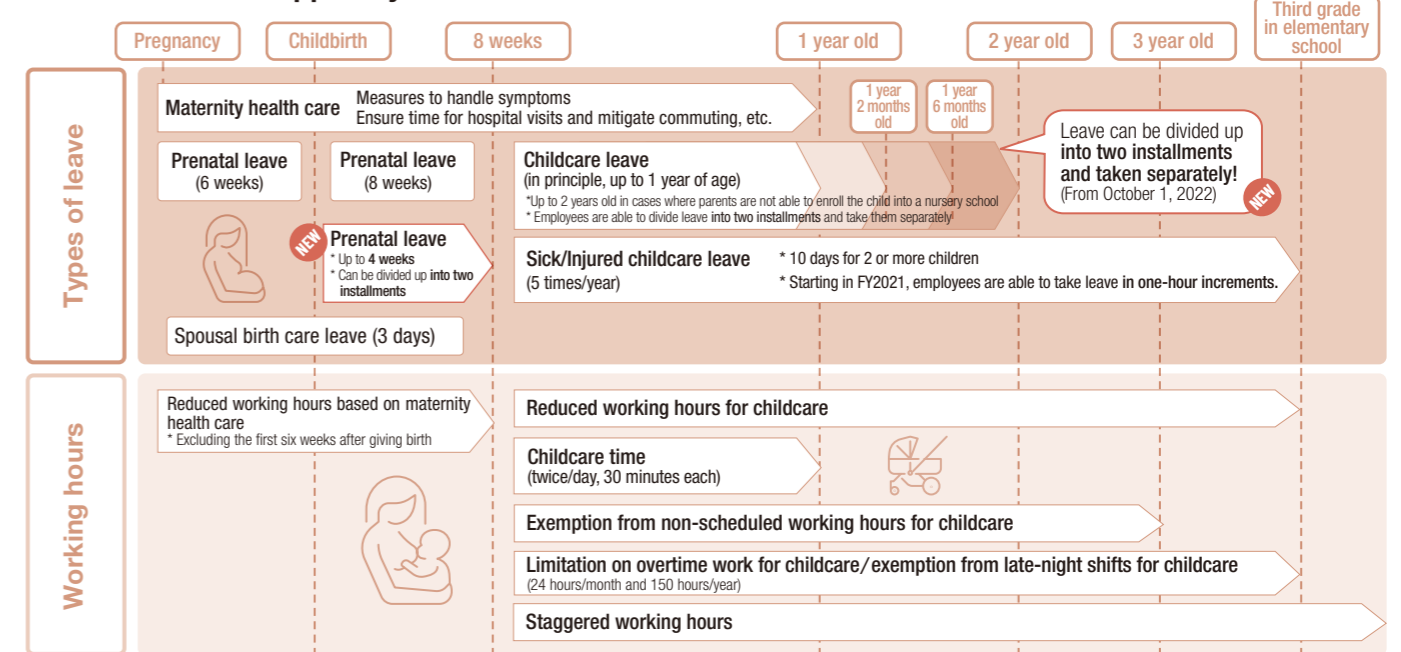 Pregnancy
Childbirth
8 weeks
1 year old
2 year old
3 year old
Third grade
in elementary
school
Types of leave
Maternity health care
Measures to handle symptoms
Ensure time for hospital visits and mitigate commuting, etc.
1 year
2 months
old
1 year
6 months
old
Leave can be divided up
into two installments
and taken separately!
(From October 1, 2022)
NEW
Prenatal leave
(6 weeks)
Prenatal leave
(8 weeks)
Childcare leave
(in principle, up to 1 year of age)
*Up to 2 years old in cases where parents are not able to enroll the child into a nursery school
* Employees are able to divide leave into two installments and take them separately
NEW
Prenatal leave
* Up to 4 weeks
* Can be divided up into two
installments
Sick/Injured childcare leave
(5 times/year)
* 10 days for 2 or more children
* Starting in FY2021, employees are able to take leave in one-hour increments.
Spousal birth care leave (3 days)
Working hours
Reduced working hours based on maternity
health care
* Excluding the first six weeks after giving birth
Reduced working hours for childcare
Childcare time
(twice/day, 30 minutes each)
Exemption from non-scheduled working hours for childcare
Limitation on overtime work for childcare/exemption from late-night shifts for childcare
(24 hours/month and 150 hours/year)
Staggered working hours